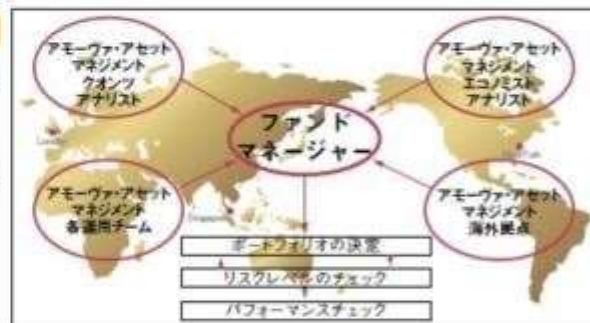 アモーヴァ・アセット
マネジメント
クオンツ
アナリスト
アモーヴァ・アセット
マネジメント
エコノミスト
アナリスト
ファンド
マネージャー
アモーヴァ・アセット
マネジメント
各運用チーム
アモーヴァ・アセット
マネジメント
海外拠点
Singapore
ポートフォリオの決定
リスクレベルのチェック
パフォーマンスチェック